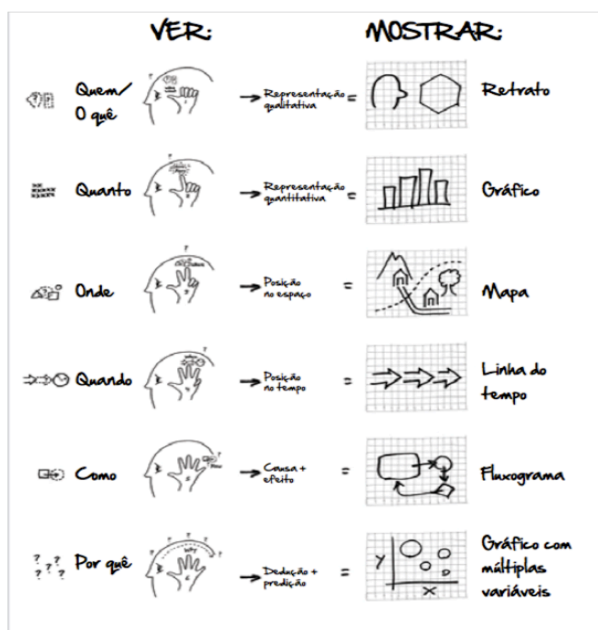 VER:
MOSTRAR:
Quem/
O quê
Representação
qualitativa
=
Retrato
Quanto
Representação
quantitativa
=
Gráfico
Onde
Posição
no espaço
=
Mapa
Quando
Posição
no tempo
=
Linha do
tempo
Como
Causa +
efeito
=
Fluxograma
? ? ?
? ? ?
Por quê
Dedução +
predição
=
Y
X
Gráfico com
múltiplas
variáveis